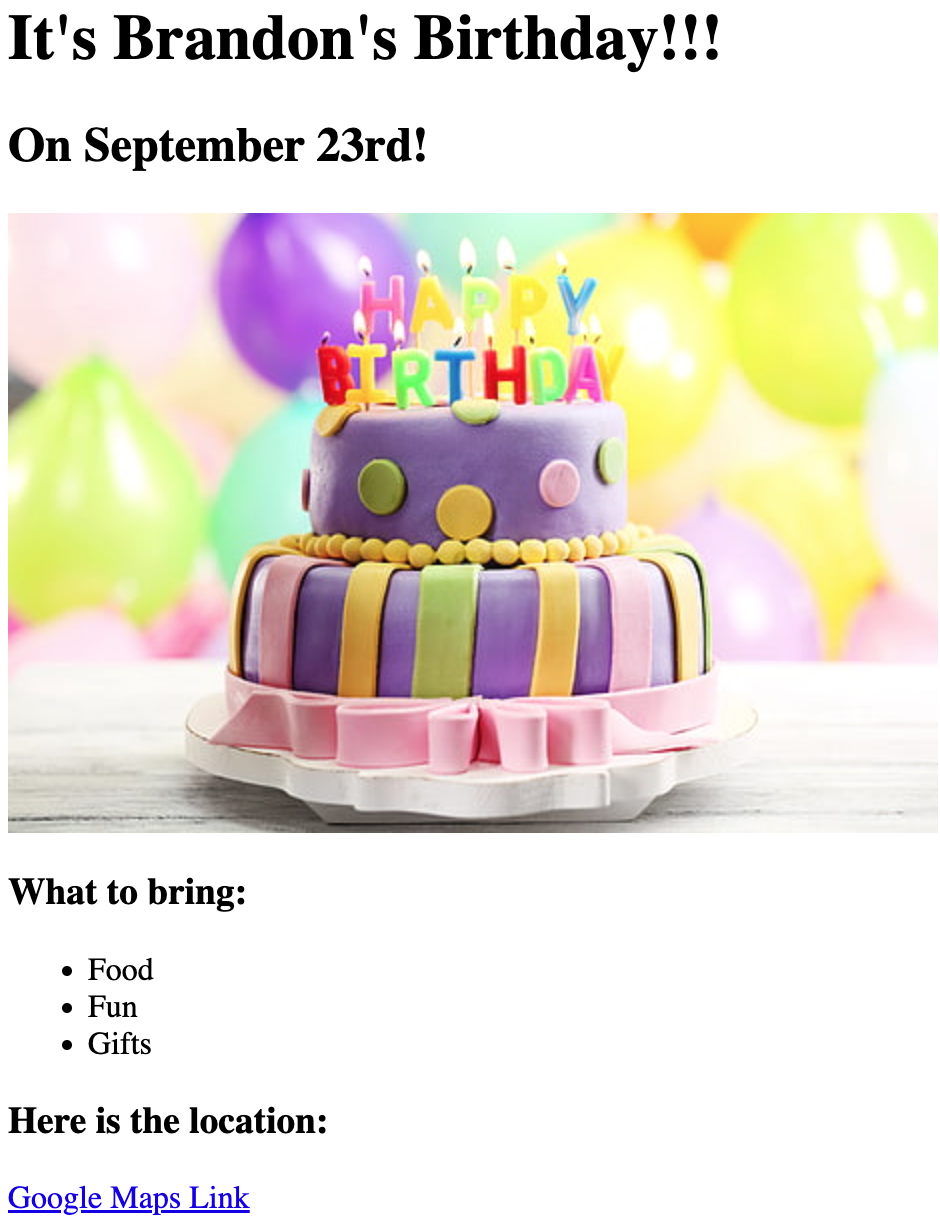 It's Brandon's Birthday!!!
On September 23rd!
HAPPY
BIRTHDAY
What to bring:
Food
Fun
Gifts
Here is the location:
Google Maps Link